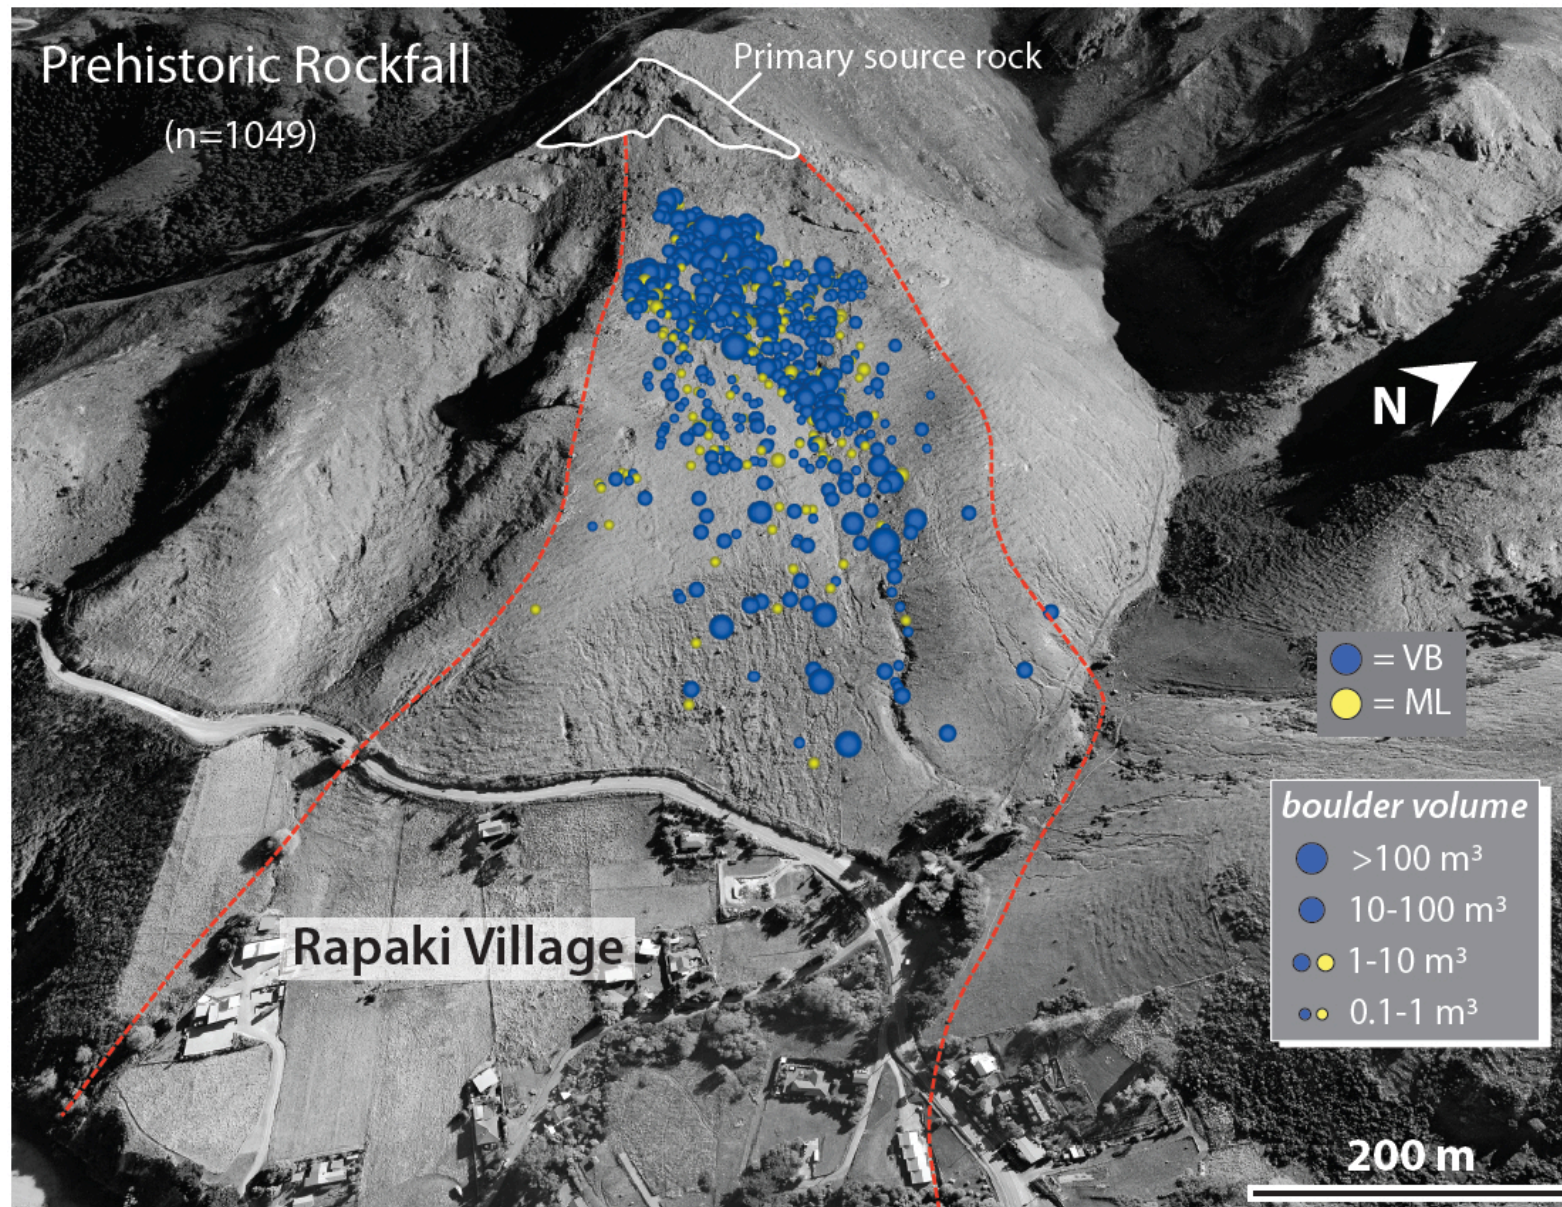 Prehistoric Rockfall
(n=1049)
Primary source rock
N
= VB
= ML
boulder volume
>100 m³
10-100 m³
1-10 m³
0.1-1 m³
Rapaki Village
200 m